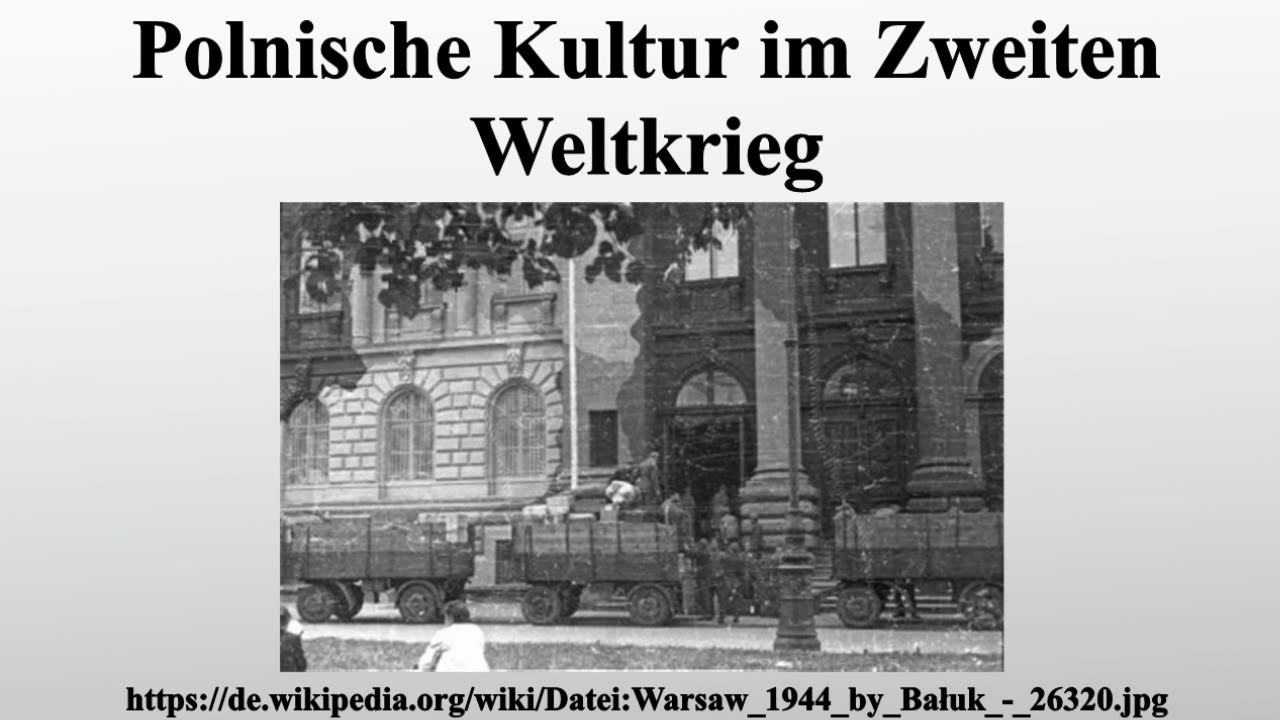 Polnische Kultur im Zweiten
Weltkrieg
https://de.wikipedia.org/wiki/Datei:Warsaw_1944_by_Bałuk_-_26320.jpg